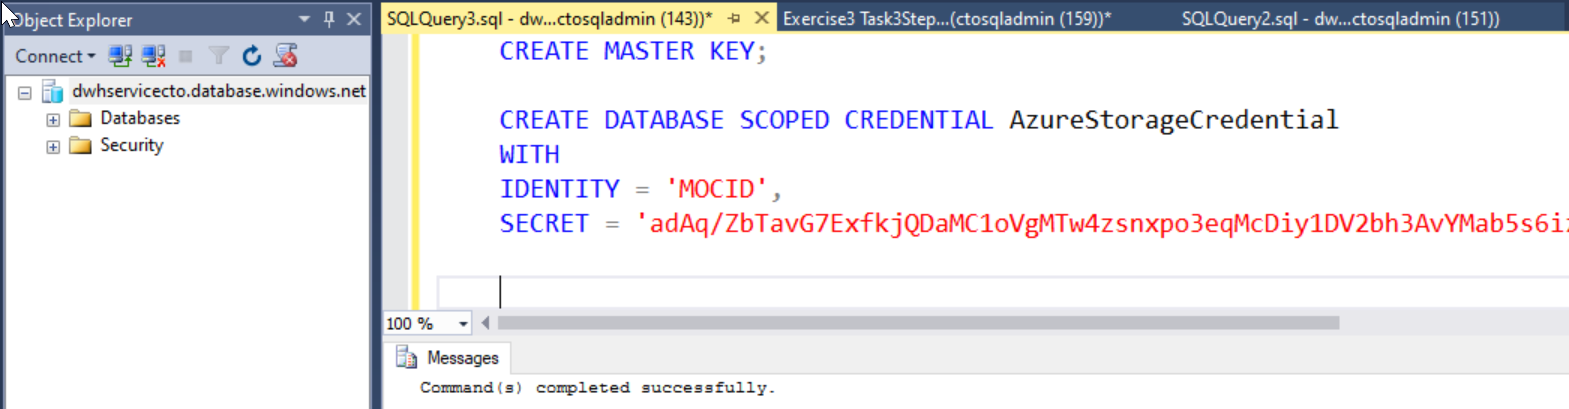 Object Explorer
Connect
dwhservicecto.database.windows.net
Databases
Security
SQLQuery3.sql - dw...ctosqladmin (143))*
Exercise3 Task3Step...(ctosqladmin (159))*
SQLQuery2.sql - dw...ctosqladmin (151))
CREATE MASTER KEY;
CREATE DATABASE SCOPED CREDENTIAL AzureStorageCredential
WITH
IDENTITY = 'MOCID',
SECRET = 'adAq/ZbTavG7ExfkjQDaMC1oVgMTw4zsnxpo3eqMcDiy1DV2bh3AvYMab5s6i
100 %
Messages
Command(s) completed successfully.